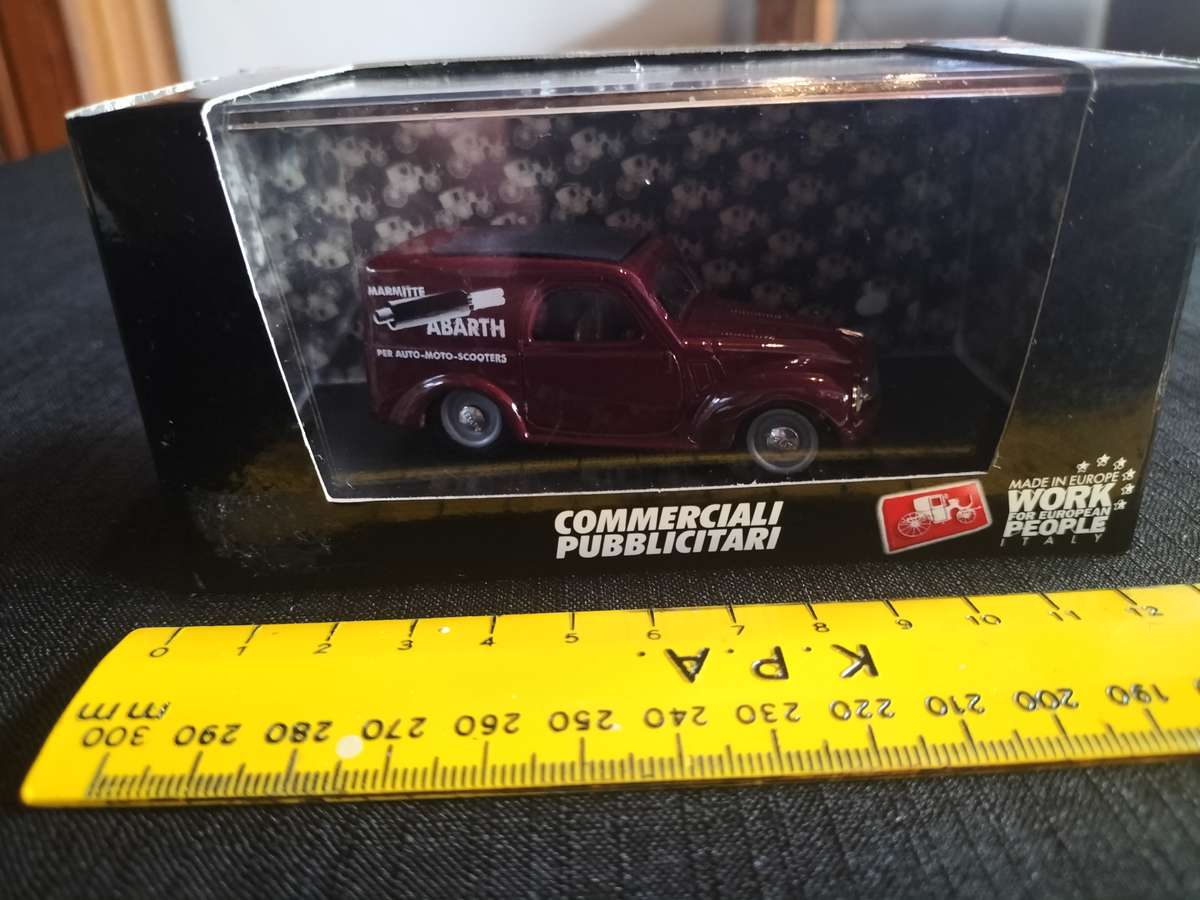 MARMITTE
ABARTH
PER AUTO-MOTO-SCOOTERS
COMMERCIALI
PUBBLICITARI
MADE IN EUROPE
WORK
FOR EUROPEAN
PEOPLE
ITALY
0 1 2 3 4 5 6 7 8 9 10 11 12
K.P.A.
mm
300 290 280 270 260 250 240 230 220 210 200 190